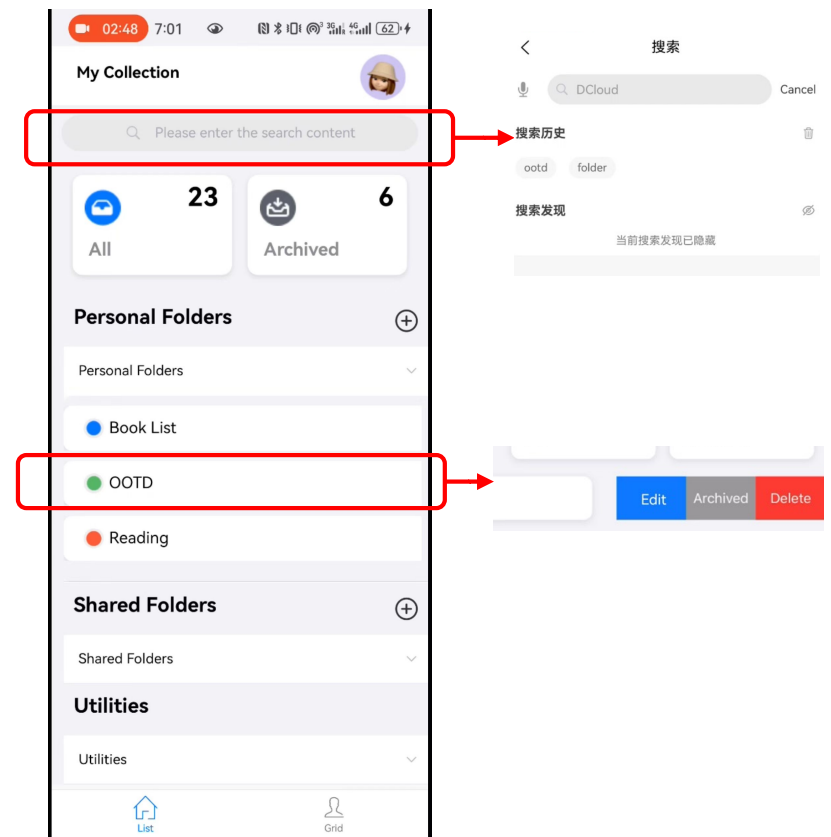 02:48 7:01 3G 4G 62
My Collection
Please enter the search content
23
All
6
Archived
Personal Folders
Personal Folders
Book List
OOTD
Reading
Shared Folders
Shared Folders
Utilities
Utilities
List
Grid
搜索
DCloud Cancel
搜索历史
ootd folder
搜索发现
当前搜索发现已隐藏
Edit Archived Delete